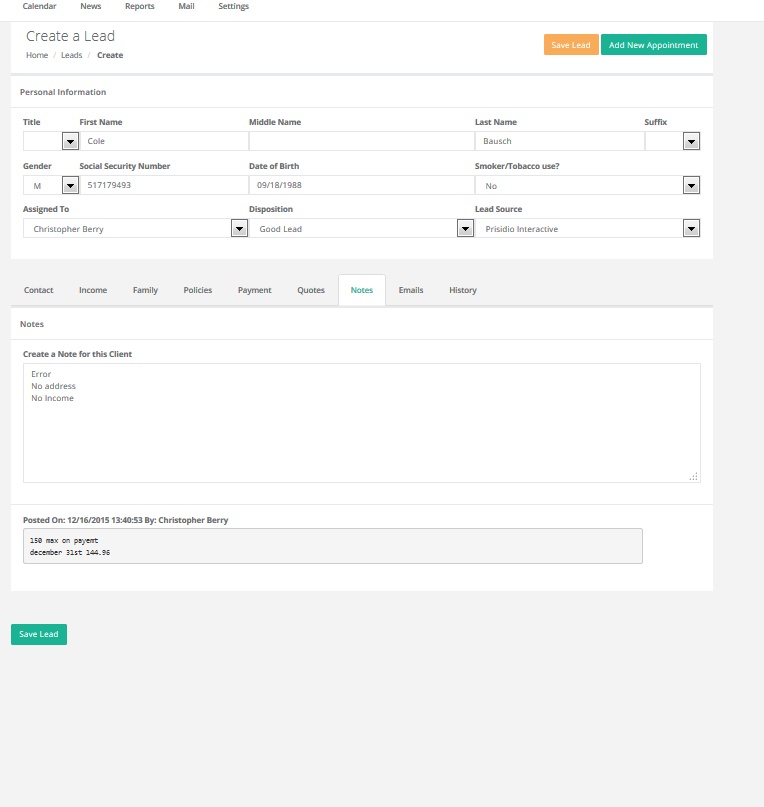 Calendar News Reports Mail Settings
Create a Lead
Home / Leads / Create
Save Lead Add New Appointment
Personal Information
Title First Name Middle Name Last Name Suffix
Cole Bausch
Gender Social Security Number Date of Birth Smoker/Tobacco use?
M 517179493 09/18/1988 No
Assigned To Disposition Lead Source
Christopher Berry Good Lead Prisidio Interactive
Contact Income Family Policies Payment Quotes Notes Emails History
Notes
Create a Note for this Client
Error
No address
No Income
Posted On: 12/16/2015 13:40:53 By: Christopher Berry
150 max on payemt
december 31st 144.96
Save Lead